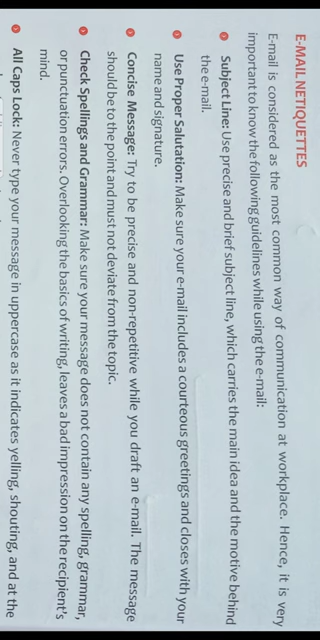 E-MAIL NETIQUETTES
E-mail is considered as the most common way of communication at workplace. Hence, it is very
important to know the following guidelines while using the e-mail:
Subject Line: Use precise and brief subject line, which carries the main idea and the motive behind
the e-mail.
Use Proper Salutation: Make sure your e-mail includes a courteous greetings and closes with your
name and signature.
Concise Message: Try to be precise and non-repetitive while you draft an e-mail. The message
should be to the point and must not deviate from the topic.
Check Spellings and Grammar: Make sure your message does not contain any spelling, grammar,
or punctuation errors. Overlooking the basics of writing, leaves a bad impression on the recipient's
mind.
All Caps Lock: Never type your message in uppercase as it indicates yelling, shouting, and at the